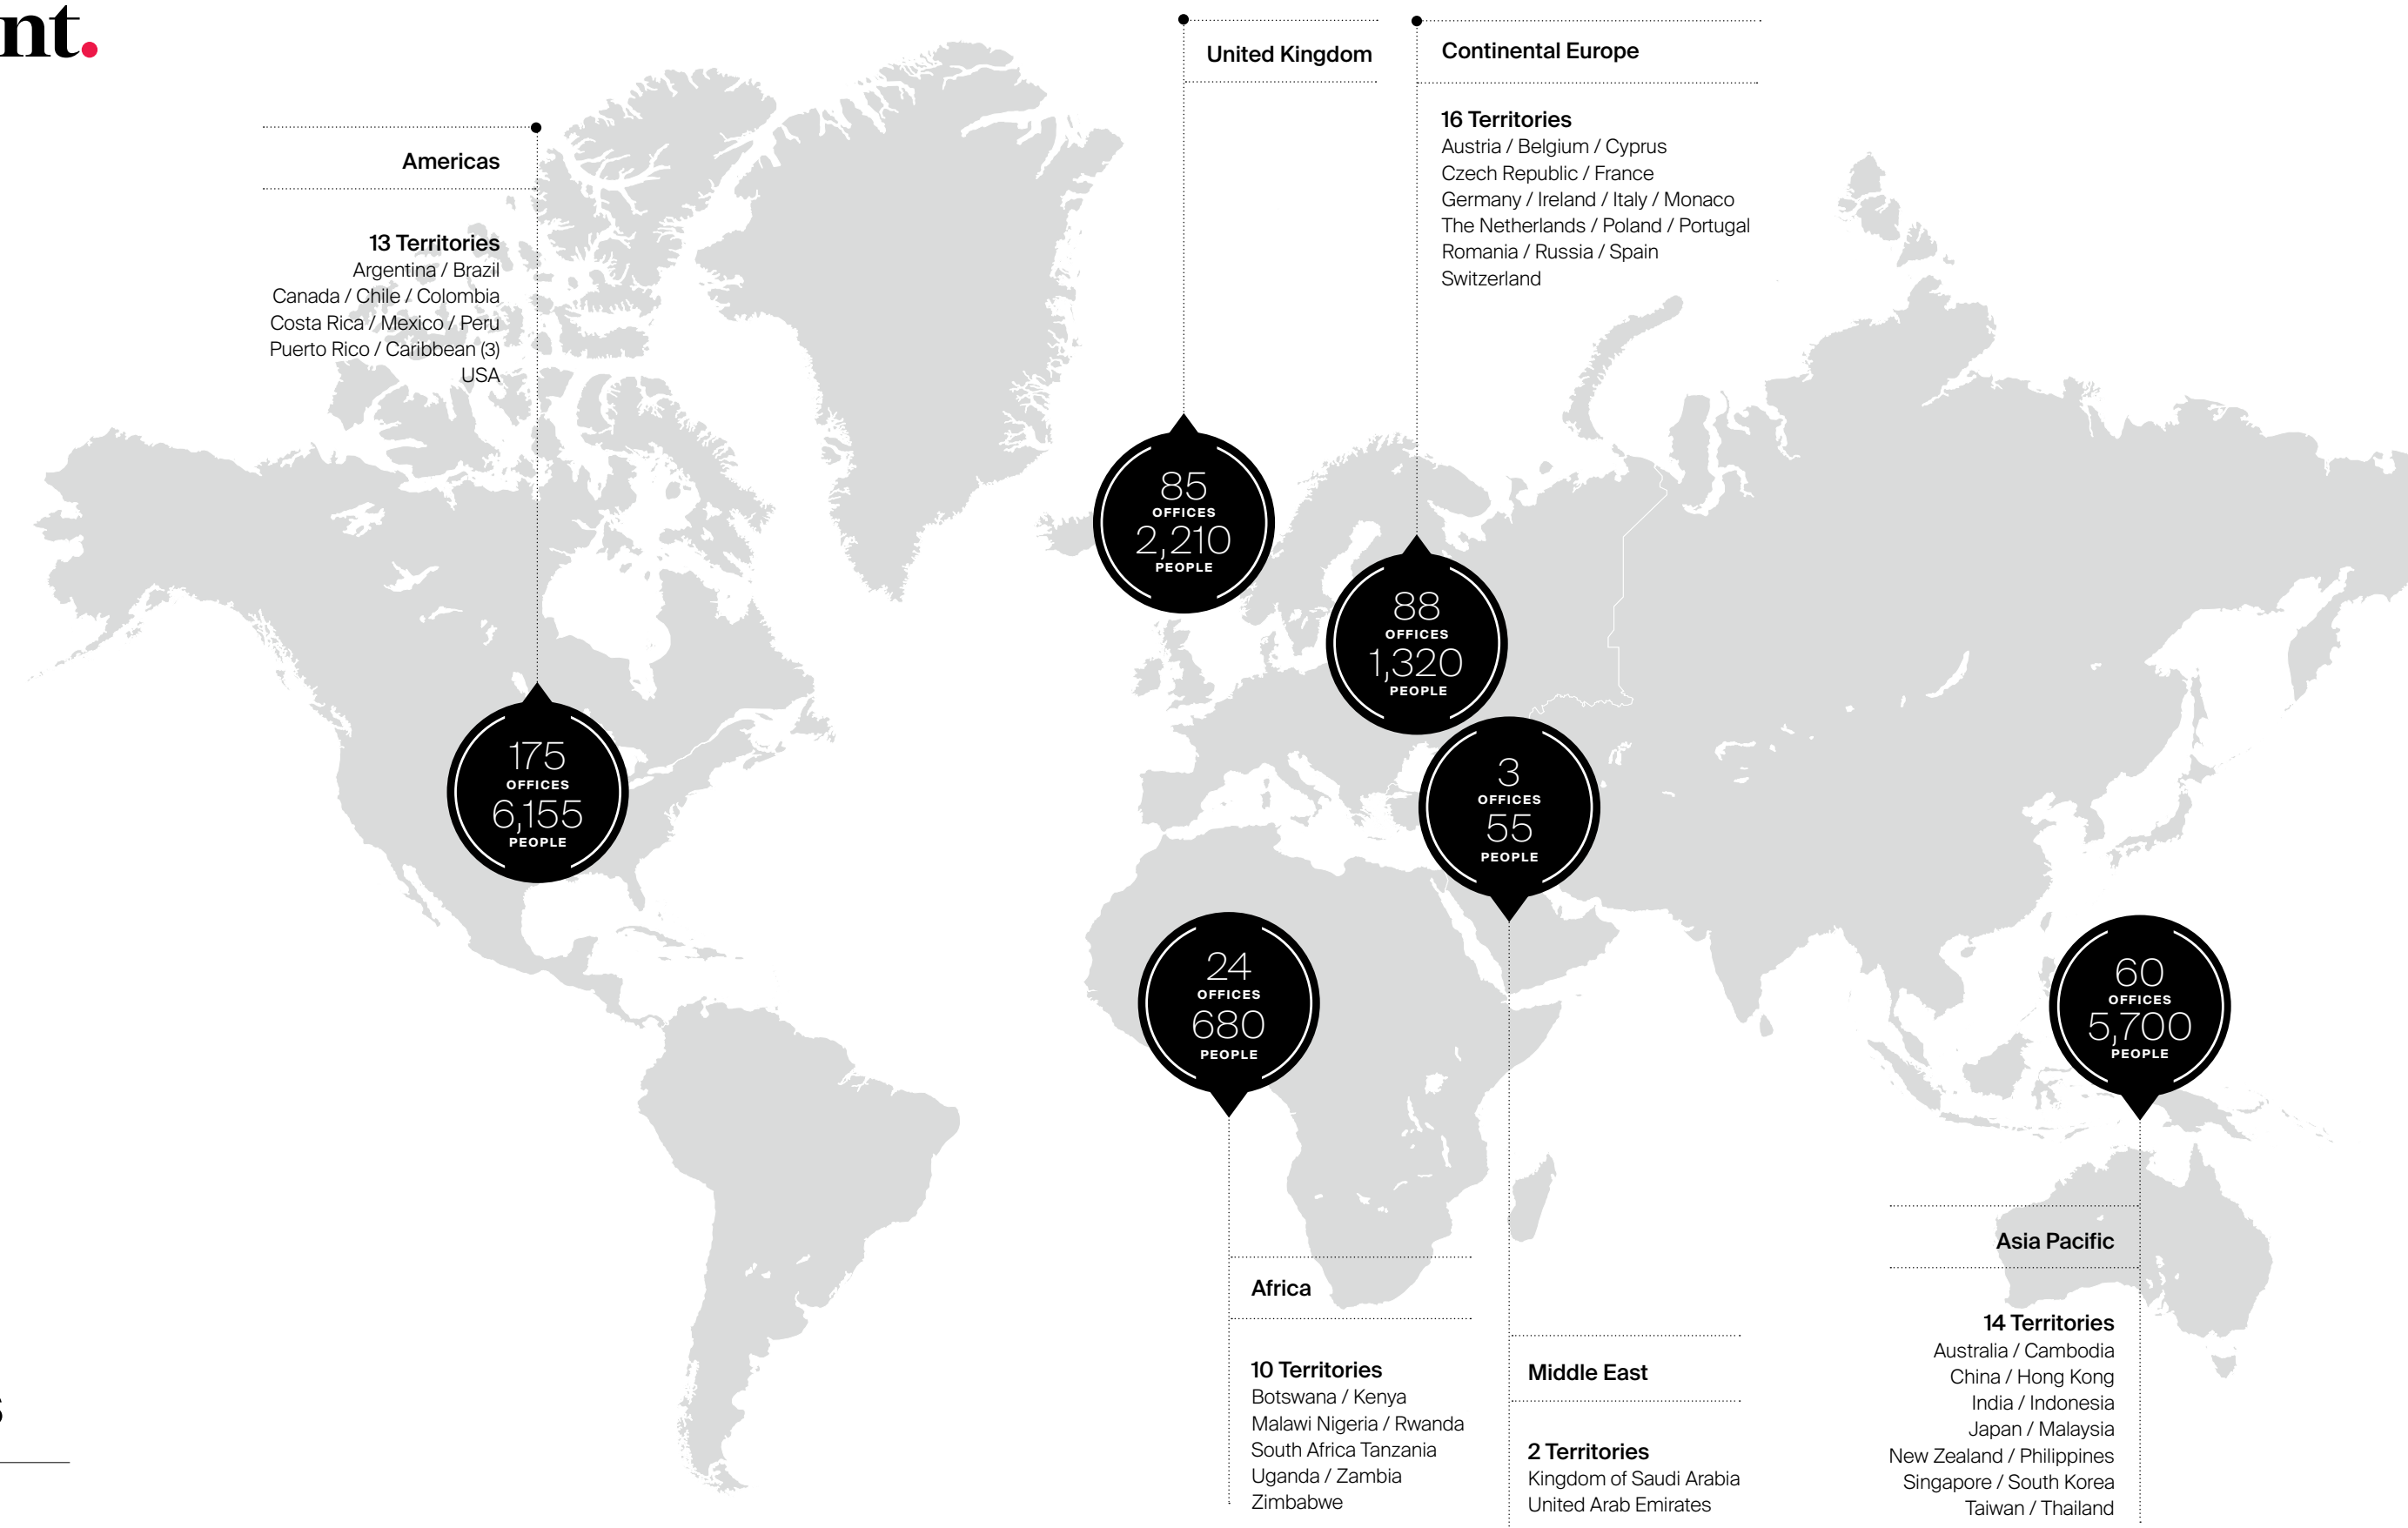 nt.
United Kingdom
Continental Europe
16 Territories
Austria / Belgium / Cyprus
Czech Republic / France
Germany / Ireland / Italy / Monaco
The Netherlands / Poland / Portugal
Romania / Russia / Spain
Switzerland
Americas
13 Territories
Argentina / Brazil
Canada / Chile / Colombia
Costa Rica / Mexico / Peru
Puerto Rico / Caribbean (3)
USA
85
OFFICES
2,210
PEOPLE
88
OFFICES
1,320
PEOPLE
175
OFFICES
6,155
PEOPLE
3
OFFICES
55
PEOPLE
24
OFFICES
680
PEOPLE
60
OFFICES
5,700
PEOPLE
Africa
10 Territories
Botswana / Kenya
Malawi Nigeria / Rwanda
South Africa Tanzania
Uganda / Zambia
Zimbabwe
Middle East
2 Territories
Kingdom of Saudi Arabia
United Arab Emirates
Asia Pacific
14 Territories
Australia / Cambodia
China / Hong Kong
India / Indonesia
Japan / Malaysia
New Zealand / Philippines
Singapore / South Korea
Taiwan / Thailand